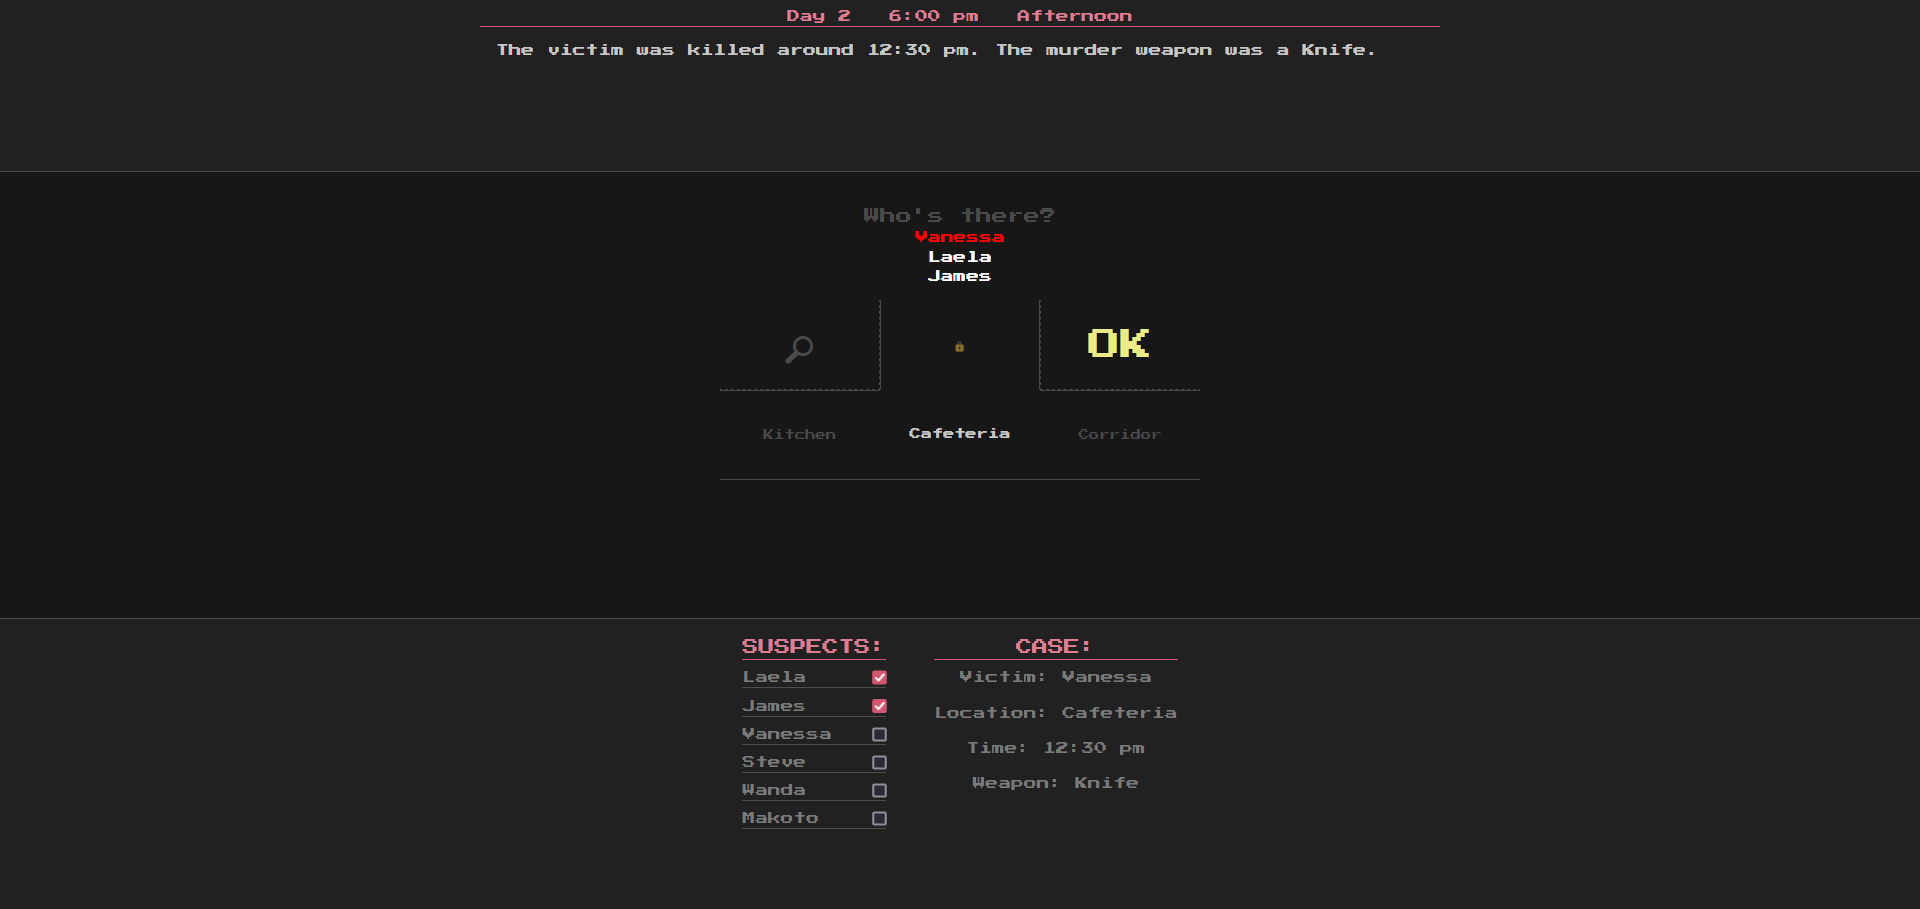 Day 2 6:00 pm Afternoon
The victim was killed around 12:30 pm. The murder weapon was a Knife.
Who's there?
Vanessa
Laela
James
OK
Kitchen
Cafeteria
Corridor
SUSPECTS:
Laela
James
Vanessa
Steve
Wanda
Makoto
CASE:
Victim: Vanessa
Location: Cafeteria
Time: 12:30 pm
Weapon: Knife